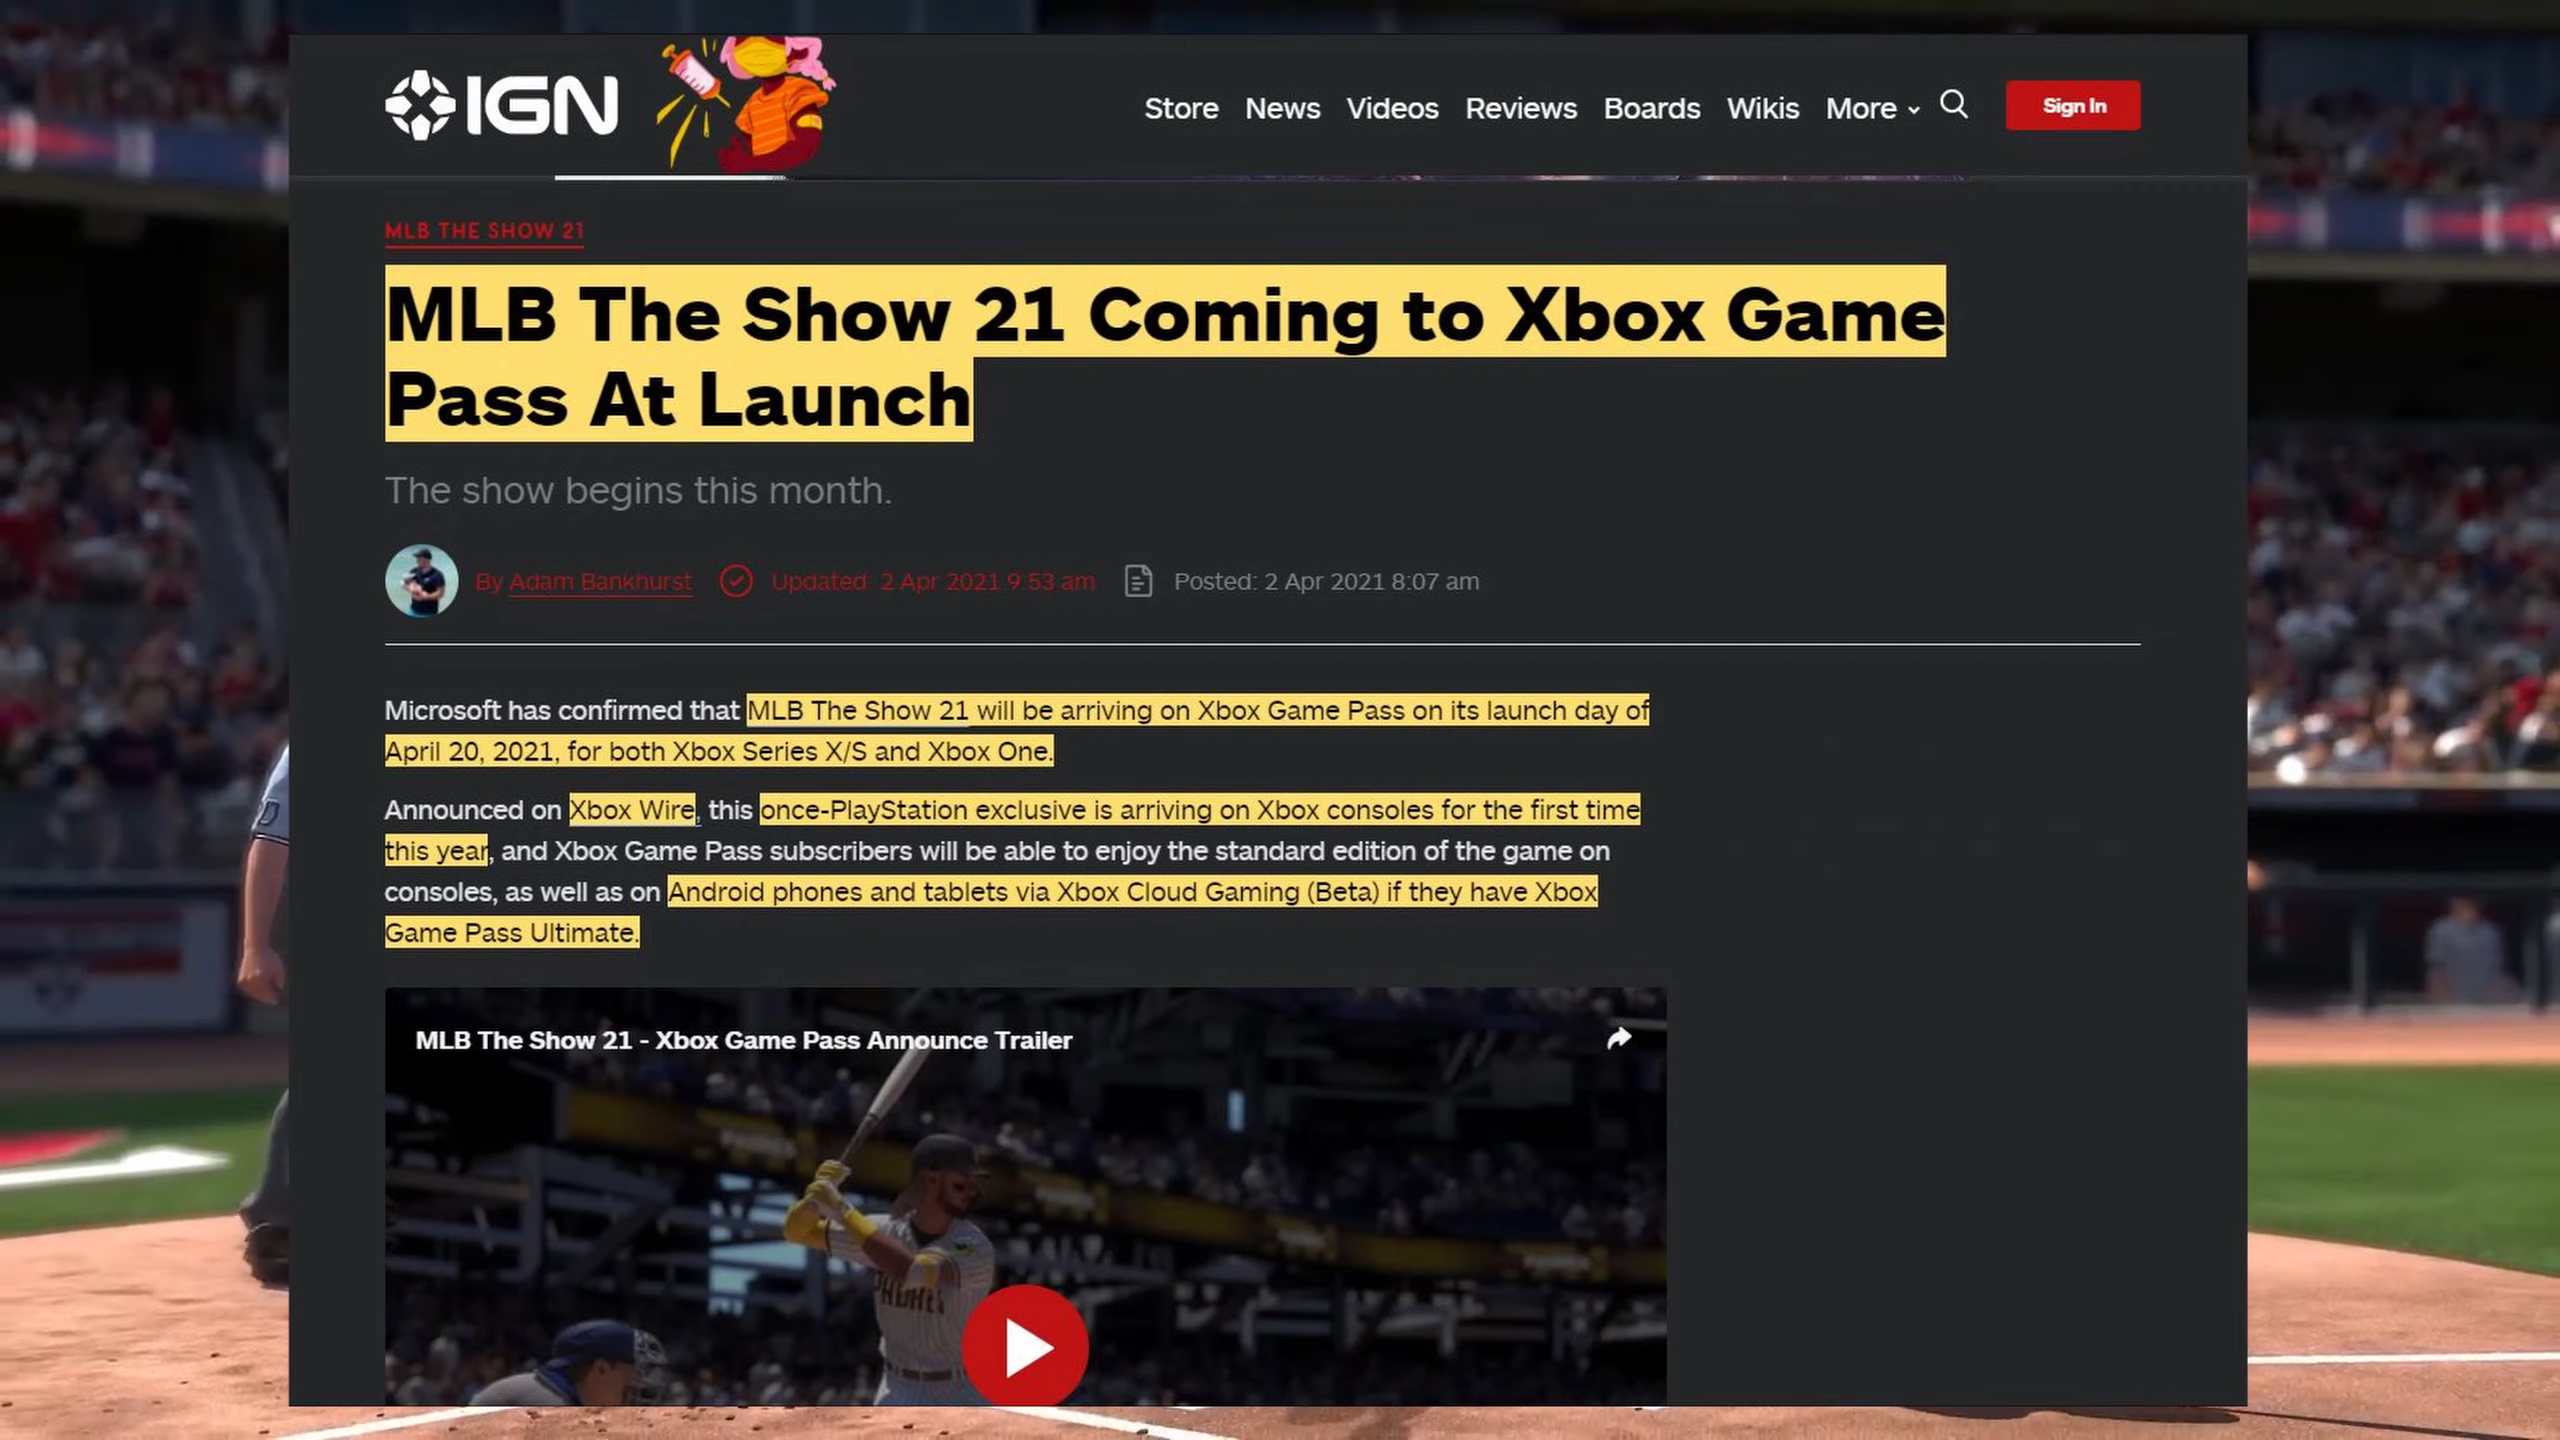 IGN
Store News Videos Reviews Boards Wikis More Sign In
MLB THE SHOW 21
MLB The Show 21 Coming to Xbox Game
Pass At Launch
The show begins this month.
By Adam Bankhurst Updated: 2 Apr 2021 9:53 am Posted: 2 Apr 2021 8:07 am
Microsoft has confirmed that MLB The Show 21 will be arriving on Xbox Game Pass on its launch day of
April 20, 2021, for both Xbox Series X/S and Xbox One.
Announced on Xbox Wire, this once-PlayStation exclusive is arriving on Xbox consoles for the first time
this year, and Xbox Game Pass subscribers will be able to enjoy the standard edition of the game on
consoles, as well as on Android phones and tablets via Xbox Cloud Gaming (Beta) if they have Xbox
Game Pass Ultimate.
MLB The Show 21 - Xbox Game Pass Announce Trailer
PADRES